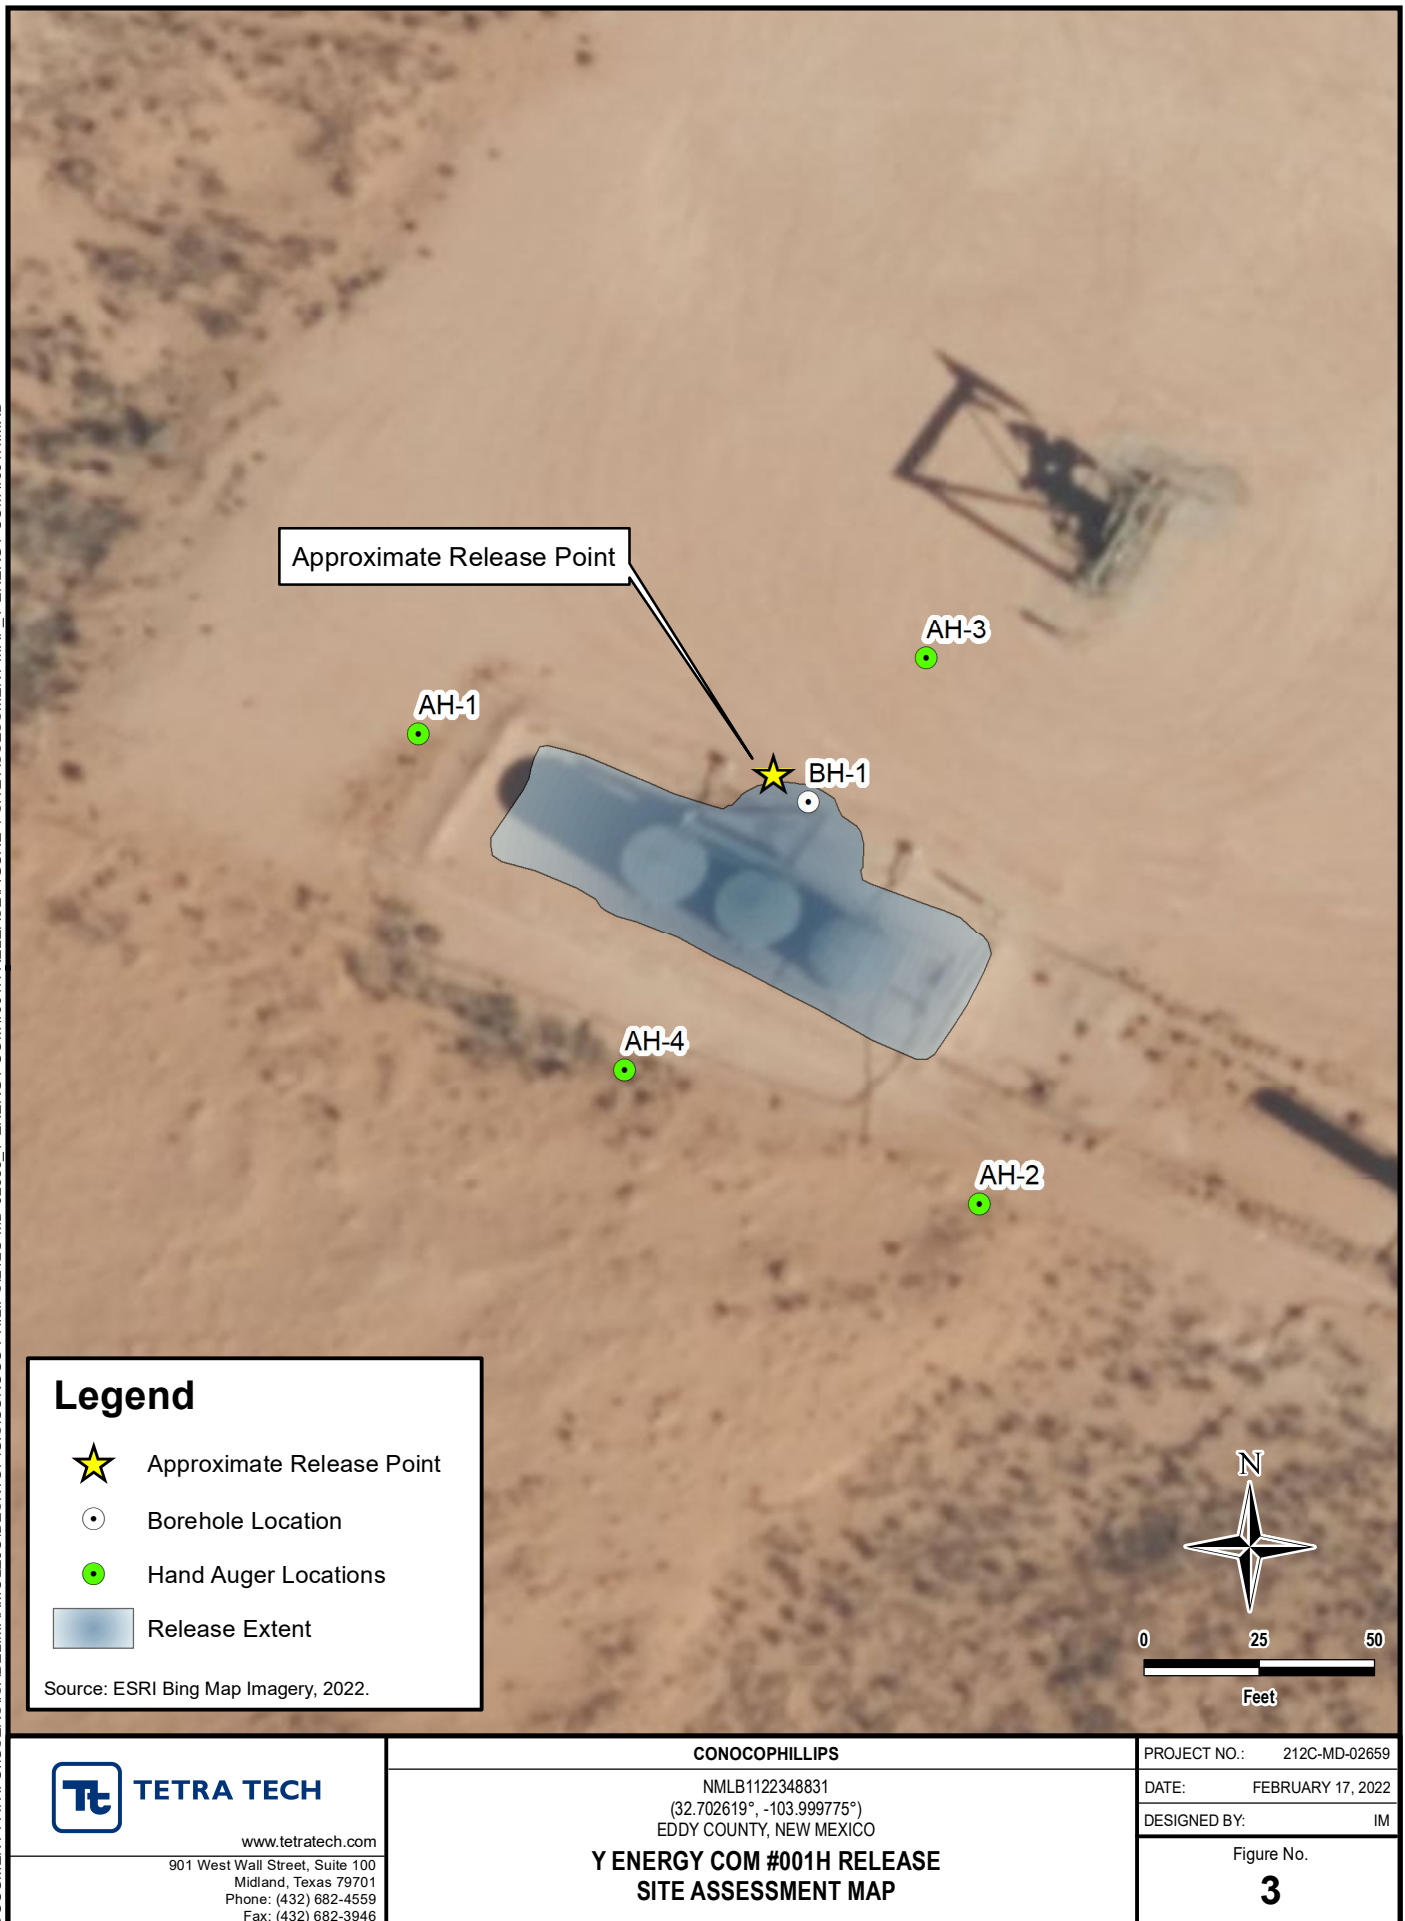 Approximate Release Point
AH-3
AH-1
BH-1
AH-4
AH-2
Legend
Approximate Release Point
Borehole Location
Hand Auger Locations
Release Extent
Source: ESRI Bing Map Imagery, 2022.
N
0 25 50
Feet
TETRA TECH
www.tetratech.com
901 West Wall Street, Suite 100
Midland, Texas 79701
Phone: (432) 682-4559
Fax: (432) 682-3946
CONOCOPHILLIPS
NMLB1122348831
(32.702619°, -103.999775°)
EDDY COUNTY, NEW MEXICO
Y ENERGY COM #001H RELEASE
SITE ASSESSMENT MAP
PROJECT NO.: 212C-MD-02659
DATE: FEBRUARY 17, 2022
DESIGNED BY: IM
Figure No.
3